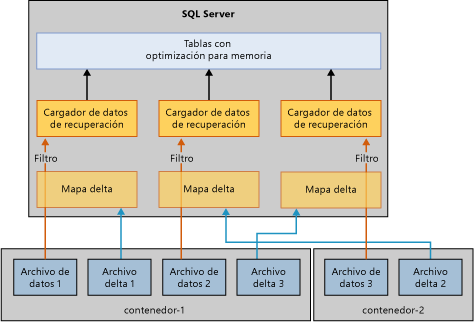 SQL Server
Tablas con
optimización para memoria
Cargador de datos
de recuperación
Cargador de datos
de recuperación
Cargador de datos
de recuperación
Filtro
Filtro
Filtro
Mapa delta
Mapa delta
Mapa delta
Archivo de
datos 1
Archivo
delta 1
Archivo de
datos 2
Archivo
delta 3
Archivo de
datos 3
Archivo
delta 2
contenedor-1
contenedor-2